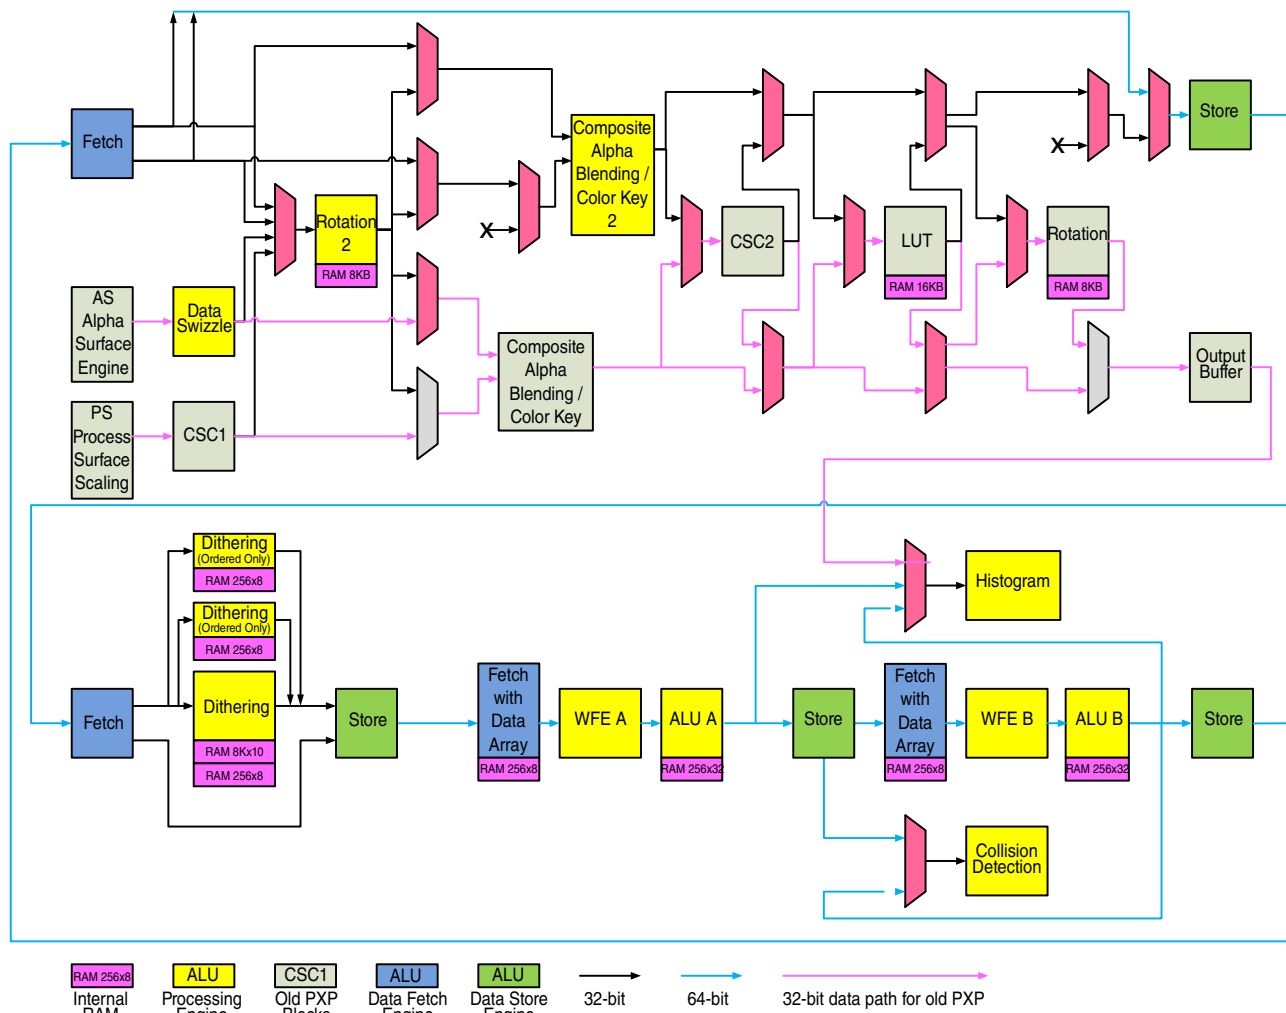 Fetch
Composite
Alpha
Blending /
Color Key
2
Store
X
X
Rotation
2
RAM 8KB
CSC2
LUT
RAM 16KB
Rotation
RAM 8KB
AS
Alpha
Surface
Engine
Data
Swizzle
Composite
Alpha
Blending /
Color Key
Output
Buffer
PS
Process
Surface
Scaling
CSC1
Dithering
(Ordered Only)
RAM 256x8
Dithering
(Ordered Only)
RAM 256x8
Histogram
Fetch
Dithering
RAM 8Kx10
RAM 256x8
Store
Fetch
with
Data
Array
RAM 256x8
WFE A
ALU A
RAM 256x32
Store
Fetch
with
Data
Array
RAM 256x8
WFE B
ALU B
RAM 256x32
Store
Collision
Detection
RAM 256x8
Internal
RAM
ALU
Processing
Engine
CSC1
Old PXP
Blocks
ALU
Data Fetch
Engine
ALU
Data Store
Engine
32-bit
64-bit
32-bit data path for old PXP